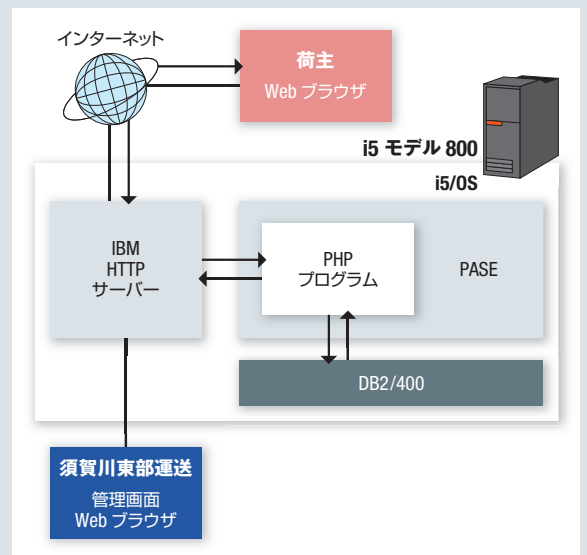 インターネット
荷主
Web ブラウザ
i5 モデル 800
i5/OS
IBM
HTTP
サーバー
PHP
プログラム
PASE
DB2/400
須賀川東部運送
管理画面
Web ブラウザ